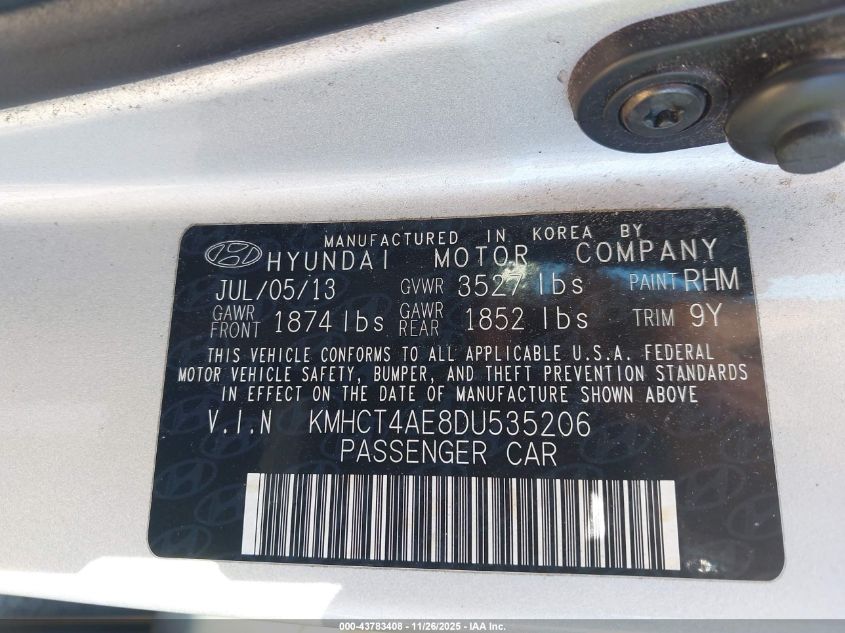 MANUFACTURED IN KOREA BY
HYUNDAI MOTOR COMPANY
JUL/05/13 GVWR 3527 lbs PAINT RHM
GAWR FRONT 1874 lbs GAWR REAR 1852 lbs TRIM 9Y
THIS VEHICLE CONFORMS TO ALL APPLICABLE U.S.A. FEDERAL
MOTOR VEHICLE SAFETY, BUMPER, AND THEFT PREVENTION STANDARDS
IN EFFECT ON THE DATE OF MANUFACTURE SHOWN ABOVE
V.I.N KMHCT4AE8DU535206
PASSENGER CAR
000-43783408 - 11/26/2025 - IAA Inc.